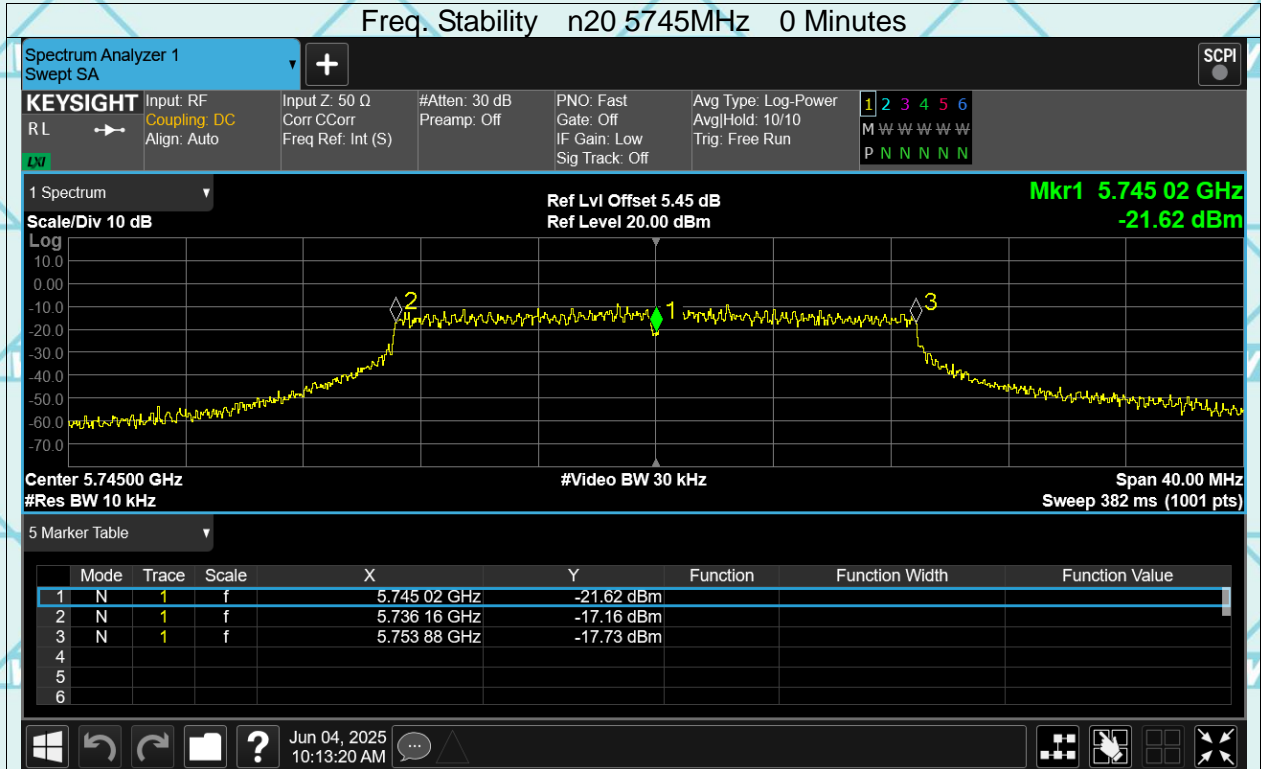 Freq. Stability n20 5745MHz 0 Minutes
Spectrum Analyzer 1
Swept SA
+
SCPI
KEYSIGHT
RL
LXI
Input: RF
Coupling: DC
Align: Auto
Input Z: 50 Ω
Corr CCorr
Freq Ref: Int (S)
#Atten: 30 dB
Preamp: Off
PNO: Fast
Gate: Off
IF Gain: Low
Sig Track: Off
Avg Type: Log-Power
Avg|Hold: 10/10
Trig: Free Run
1 2 3 4 5 6
M W W W W W
P N N N N N
1 Spectrum
Scale/Div 10 dB
Ref Lvl Offset 5.45 dB
Ref Level 20.00 dBm
Mkr1 5.745 02 GHz
-21.62 dBm
Log
10.0
0.00
-10.0
-20.0
-30.0
-40.0
-50.0
-60.0
-70.0
2
1
3
Center 5.74500 GHz
#Res BW 10 kHz
#Video BW 30 kHz
Span 40.00 MHz
Sweep 382 ms (1001 pts)
5 Marker Table
Mode Trace Scale X Y Function Function Width Function Value
1 N 1 f 5.745 02 GHz -21.62 dBm
2 N 1 f 5.736 16 GHz -17.16 dBm
3 N 1 f 5.753 88 GHz -17.73 dBm
4
5
6
?
Jun 04, 2025
10:13:20 AM